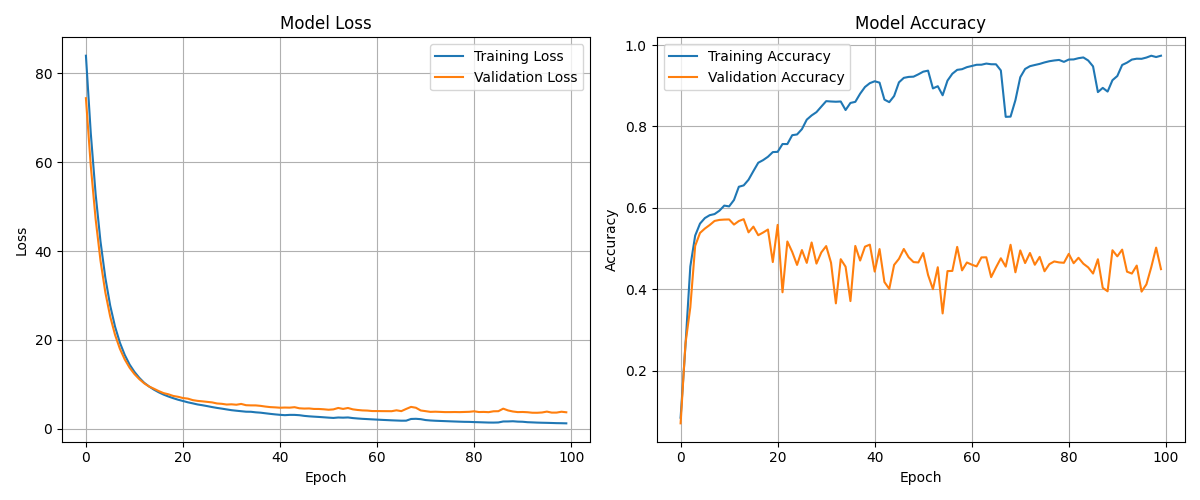 Model Loss
Training Loss
Validation Loss
80
60
40
20
0
Loss
0 20 40 60 80 100
Epoch
Model Accuracy
Training Accuracy
Validation Accuracy
1.0
0.8
0.6
0.4
0.2
Accuracy
0 20 40 60 80 100
Epoch